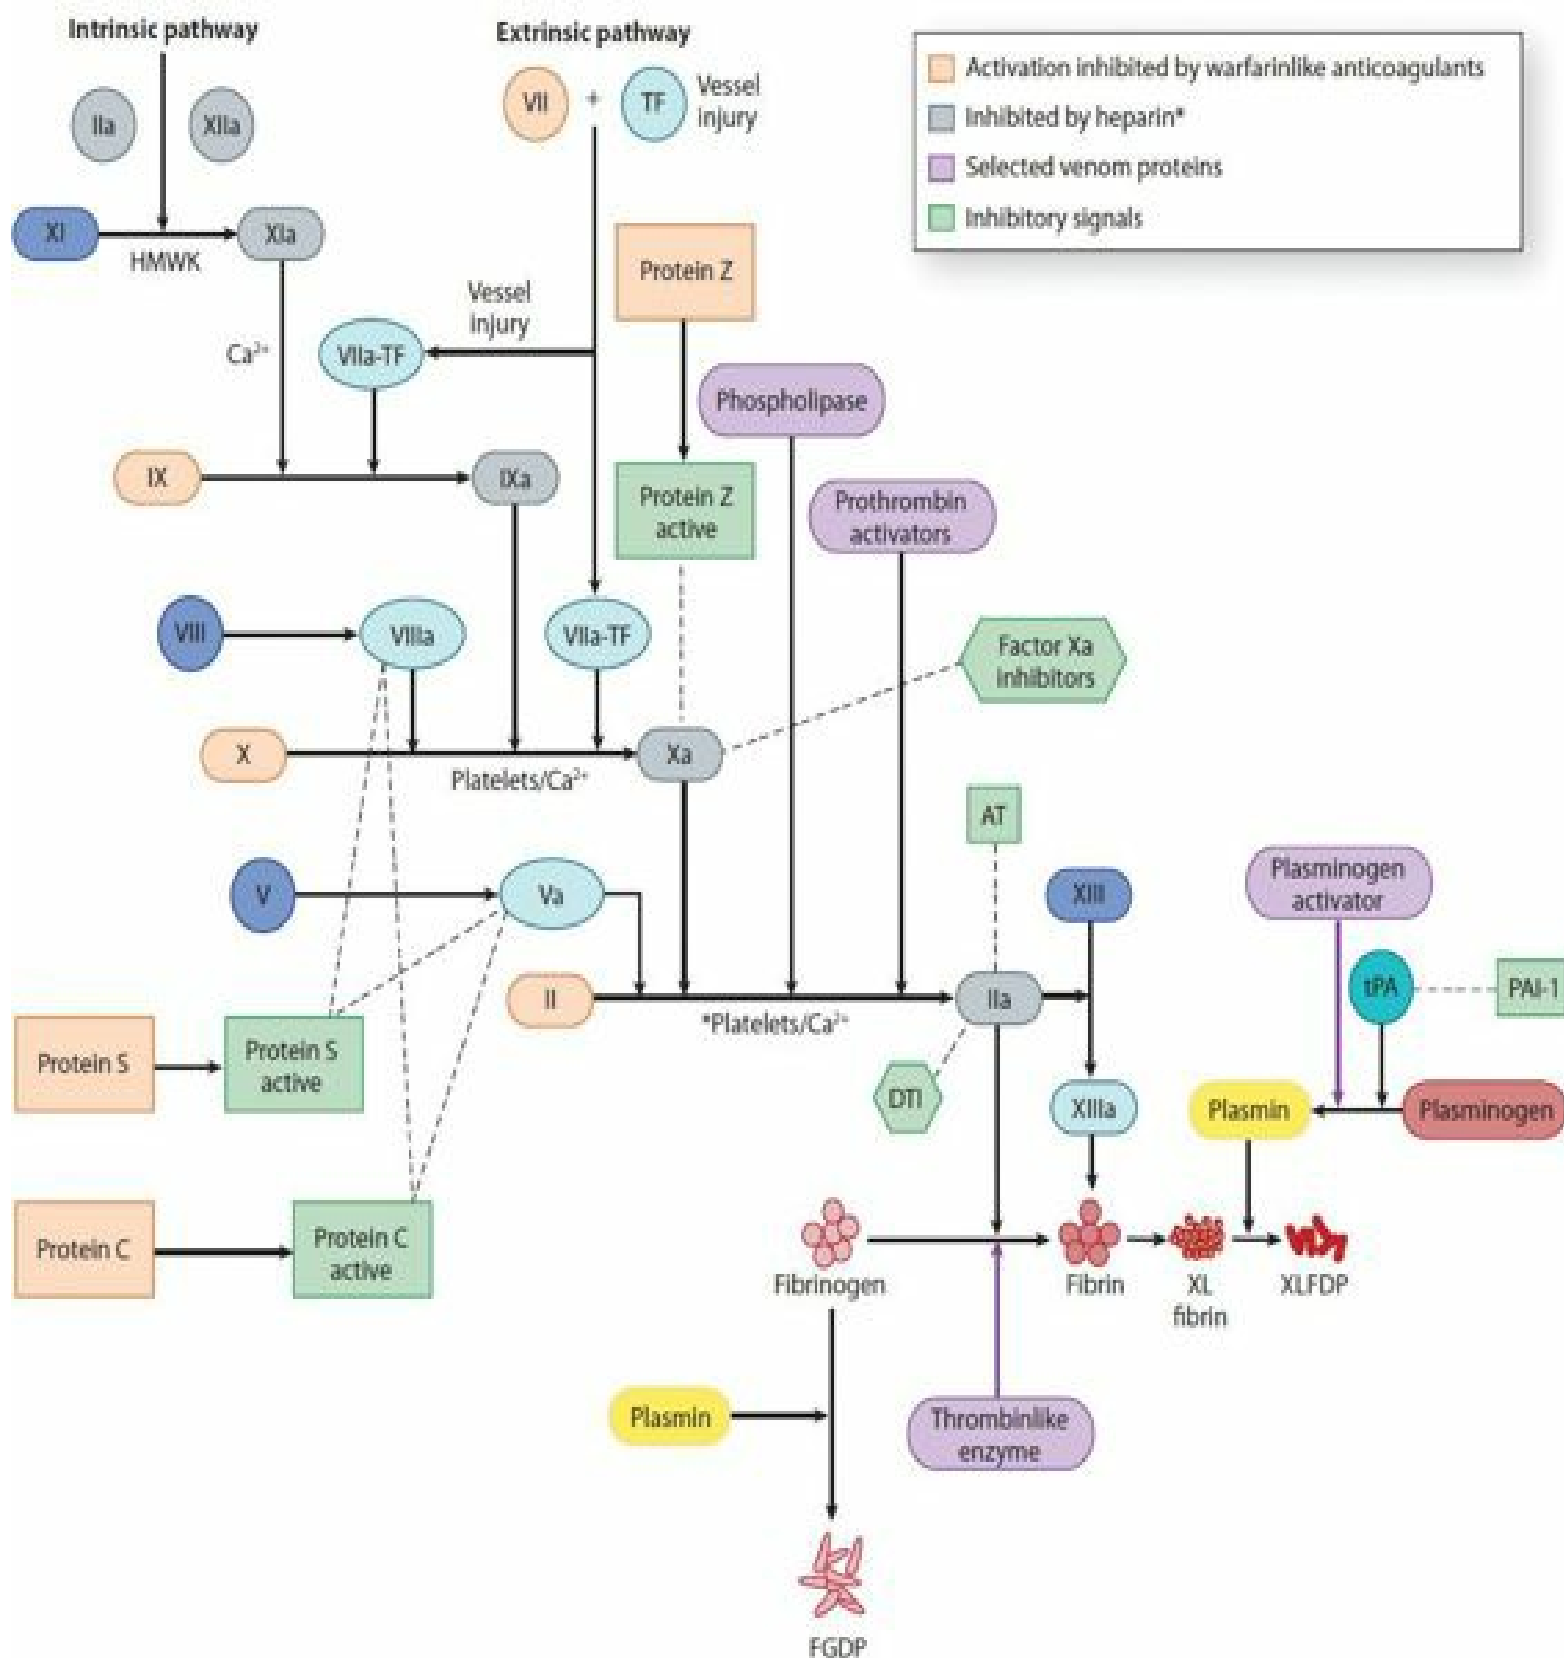 Intrinsic pathway
Extrinsic pathway
VII
+
TF
Vessel
injury
Activation inhibited by warfarinlike anticoagulants
Inhibited by heparin*
Selected venom proteins
Inhibitory signals
IIa
XIIa
XI
HMWK
XIa
Protein Z
Vessel
injury
Ca²⁺
VIIa-TF
Phospholipase
IX
IXa
Protein Z
active
Prothrombin
activators
VIII
VIIIa
VIIa-TF
Factor Xa
inhibitors
X
Platelets/Ca²⁺
Xa
AT
V
Va
XIII
Plasminogen
activator
tPA
PAI-1
II
*Platelets/Ca²⁺
IIa
Protein S
Protein S
active
DTI
XIIIa
Plasmin
Plasminogen
Protein C
Protein C
active
Fibrinogen
Fibrin
XL
fibrin
XLFDP
Plasmin
Thrombinlike
enzyme
FGDP